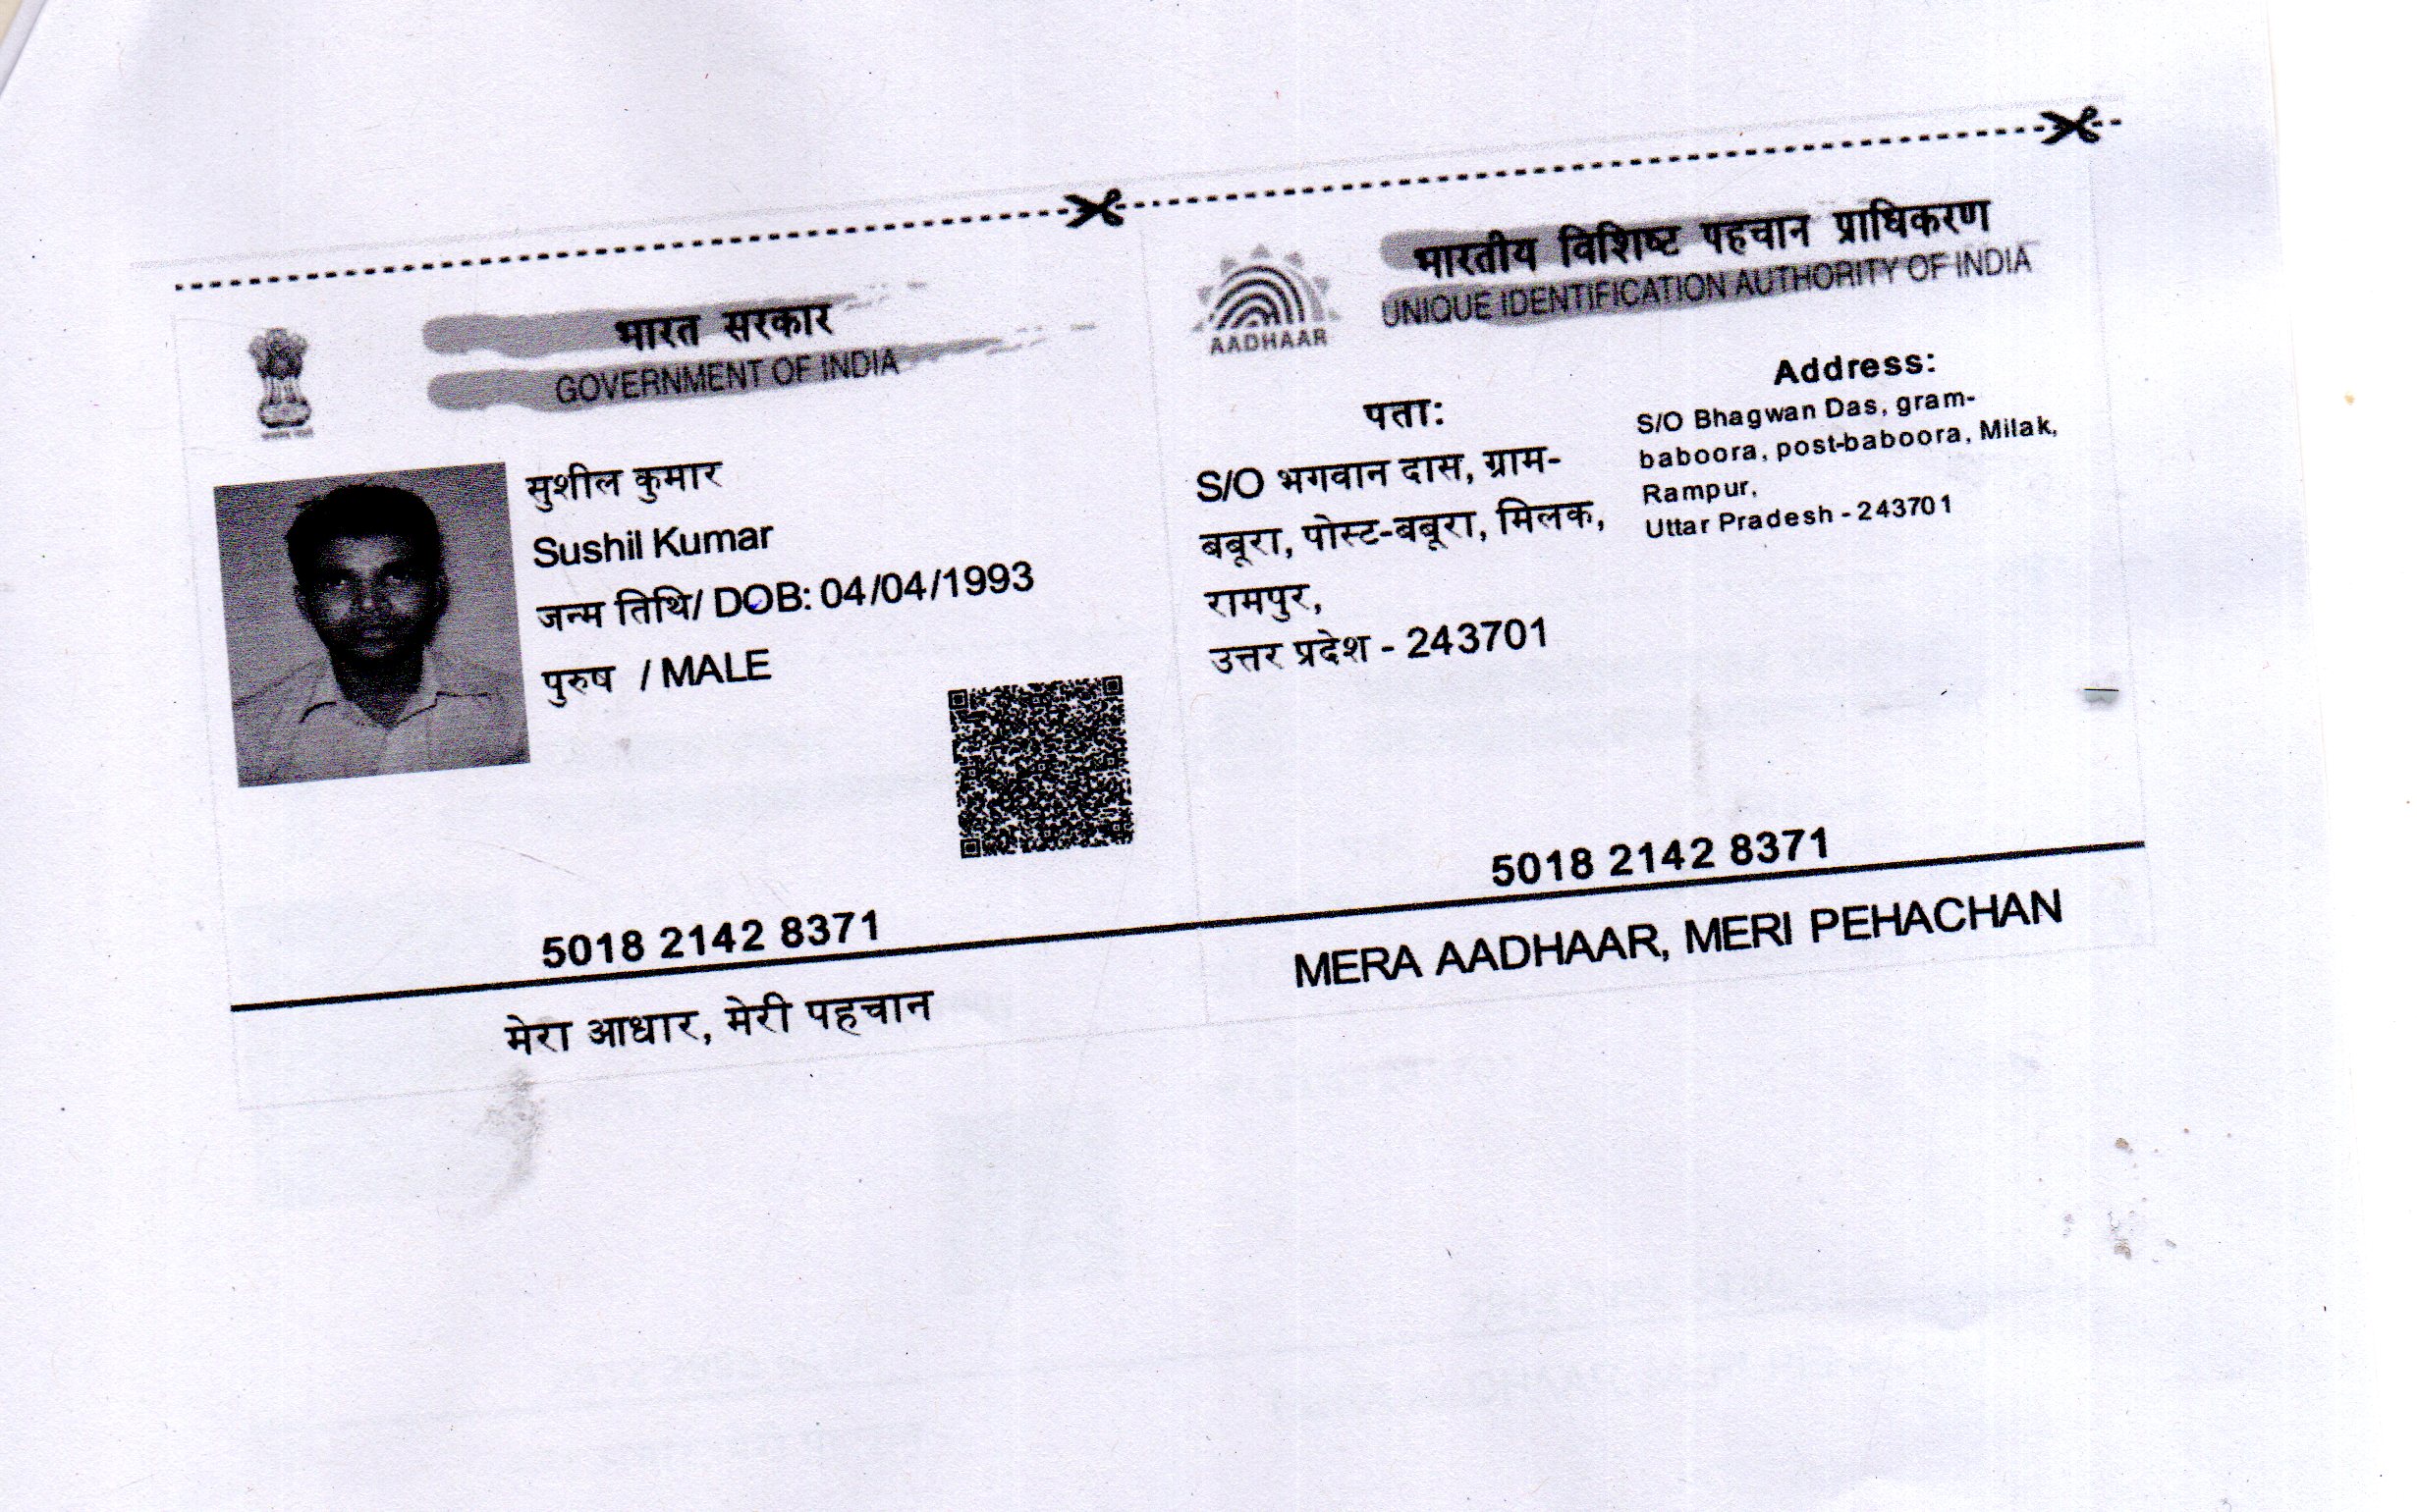 भारत सरकार
GOVERNMENT OF INDIA
सुशील कुमार
Sushil Kumar
जन्म तिथि/ DOB: 04/04/1993
पुरुष / MALE
5018 2142 8371
मेरा आधार, मेरी पहचान
भारतीय विशिष्ट पहचान प्राधिकरण
UNIQUE IDENTIFICATION AUTHORITY OF INDIA
AADHAAR
पता:
S/O भगवान दास, ग्राम-
बबूरा, पोस्ट-बबूरा, मिलक,
रामपुर,
उत्तर प्रदेश - 243701
Address:
S/O Bhagwan Das, gram-
baboora, post-baboora, Milak,
Rampur,
Uttar Pradesh - 243701
5018 2142 8371
MERA AADHAAR, MERI PEHACHAN